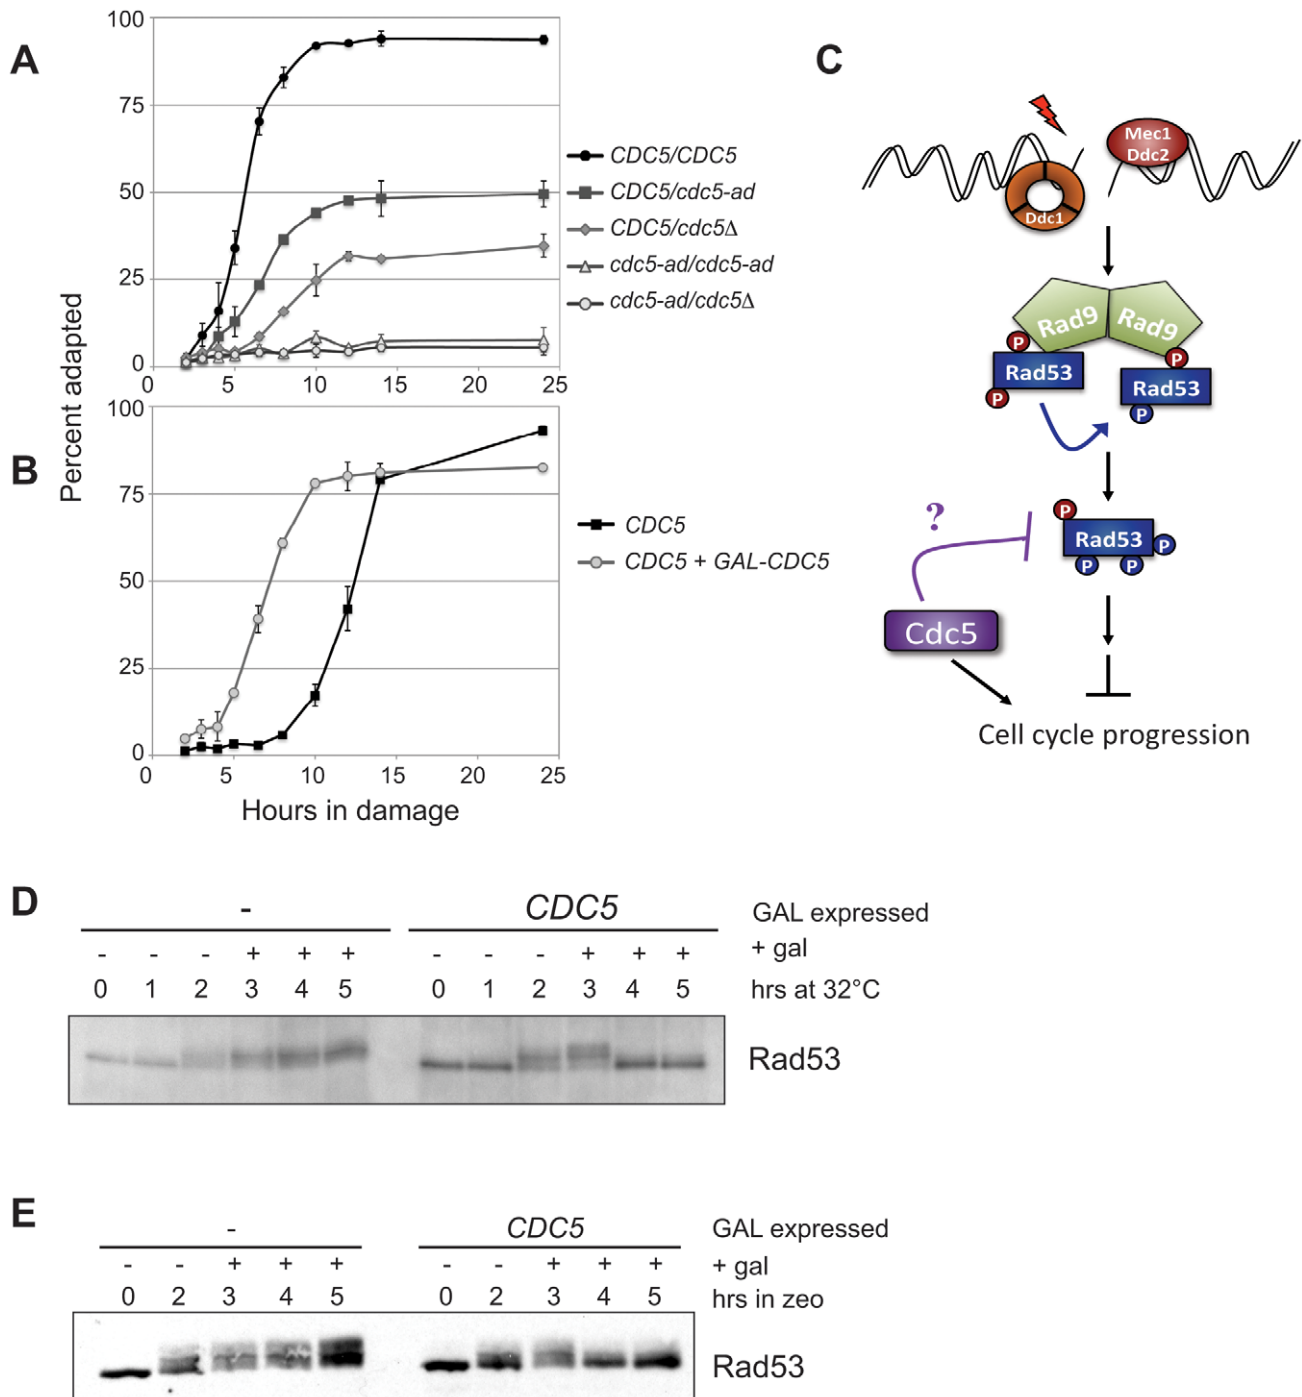 A
Percent adapted
100
75
50
25
0
0 5 10 15 20 25
CDC5/CDC5
CDC5/cdc5-ad
CDC5/cdc5Δ
cdc5-ad/cdc5-ad
cdc5-ad/cdc5Δ
B
100
75
50
25
0
0 5 10 15 20 25
Hours in damage
CDC5
CDC5 + GAL-CDC5
C
Mec1
Ddc2
Ddc1
Rad9 Rad9
P P
Rad53 Rad53
P P
?
P
Rad53 P
P P
Cdc5
Cell cycle progression
D
- CDC5 GAL expressed
- - - + + + - - - + + + + gal
0 1 2 3 4 5 0 1 2 3 4 5 hrs at 32°C
Rad53
E
- CDC5 GAL expressed
- - + + + - - + + + + gal
0 2 3 4 5 0 2 3 4 5 hrs in zeo
Rad53